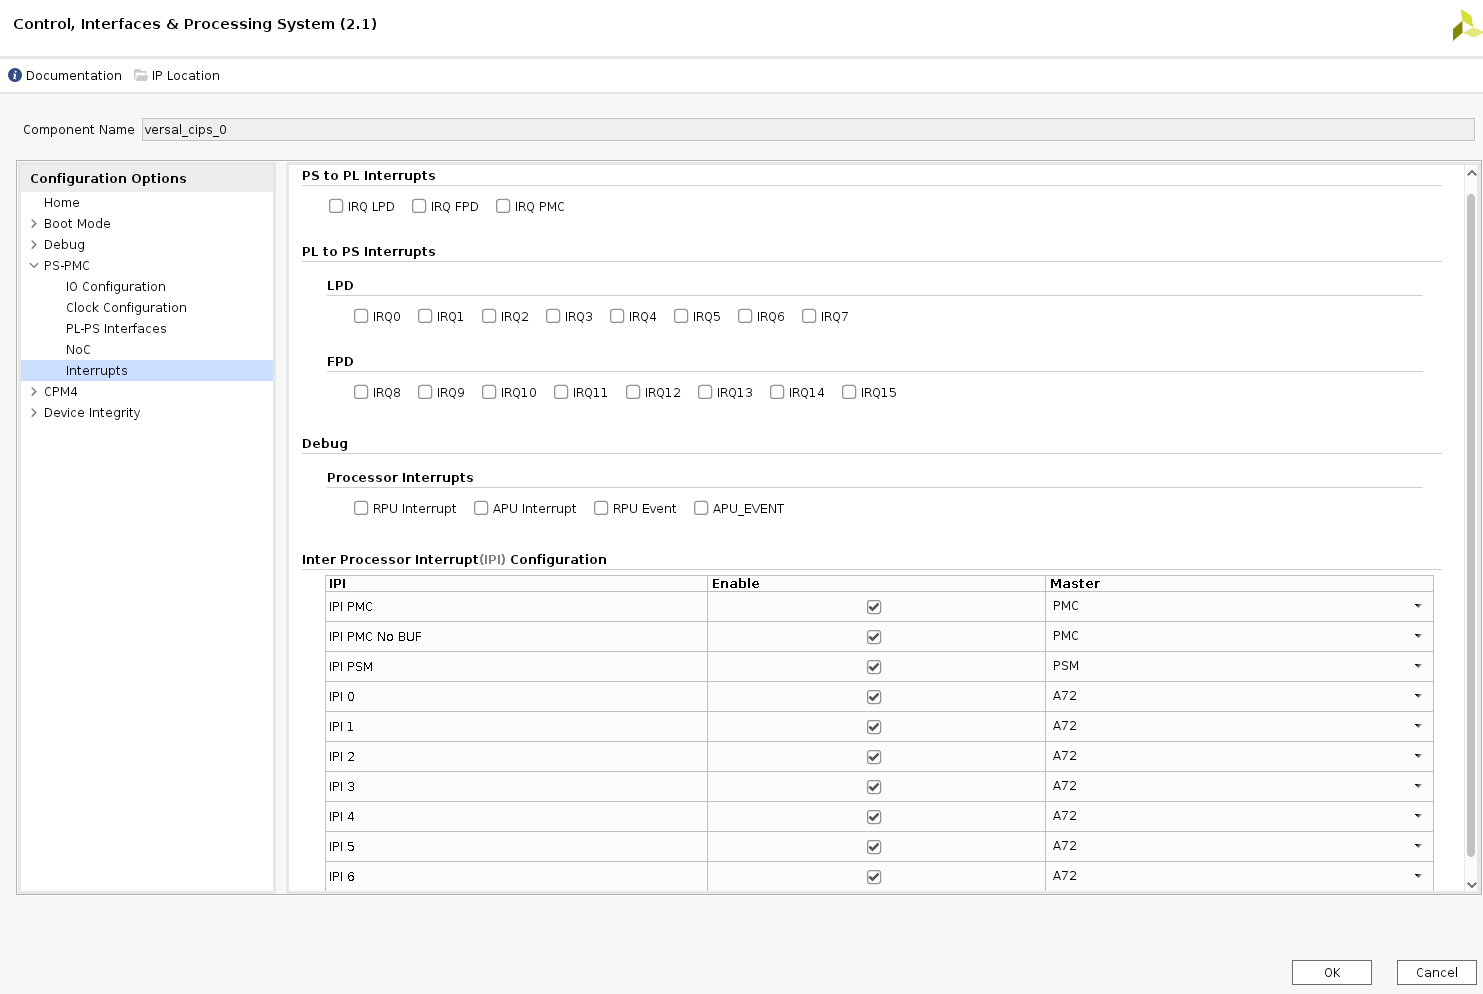 Control, Interfaces & Processing System (2.1)
Documentation IP Location
Component Name versal_cips_0
Configuration Options
Home
Boot Mode
Debug
PS-PMC
IO Configuration
Clock Configuration
PL-PS Interfaces
NoC
Interrupts
CPM4
Device Integrity
PS to PL Interrupts
IRQ LPD IRQ FPD IRQ PMC
PL to PS Interrupts
LPD
IRQ0 IRQ1 IRQ2 IRQ3 IRQ4 IRQ5 IRQ6 IRQ7
FPD
IRQ8 IRQ9 IRQ10 IRQ11 IRQ12 IRQ13 IRQ14 IRQ15
Debug
Processor Interrupts
RPU Interrupt APU Interrupt RPU Event APU_EVENT
Inter Processor Interrupt(IPI) Configuration
IPI Enable Master
IPI PMC PMC
IPI PMC No BUF PMC
IPI PSM PSM
IPI 0 A72
IPI 1 A72
IPI 2 A72
IPI 3 A72
IPI 4 A72
IPI 5 A72
IPI 6 A72
OK Cancel